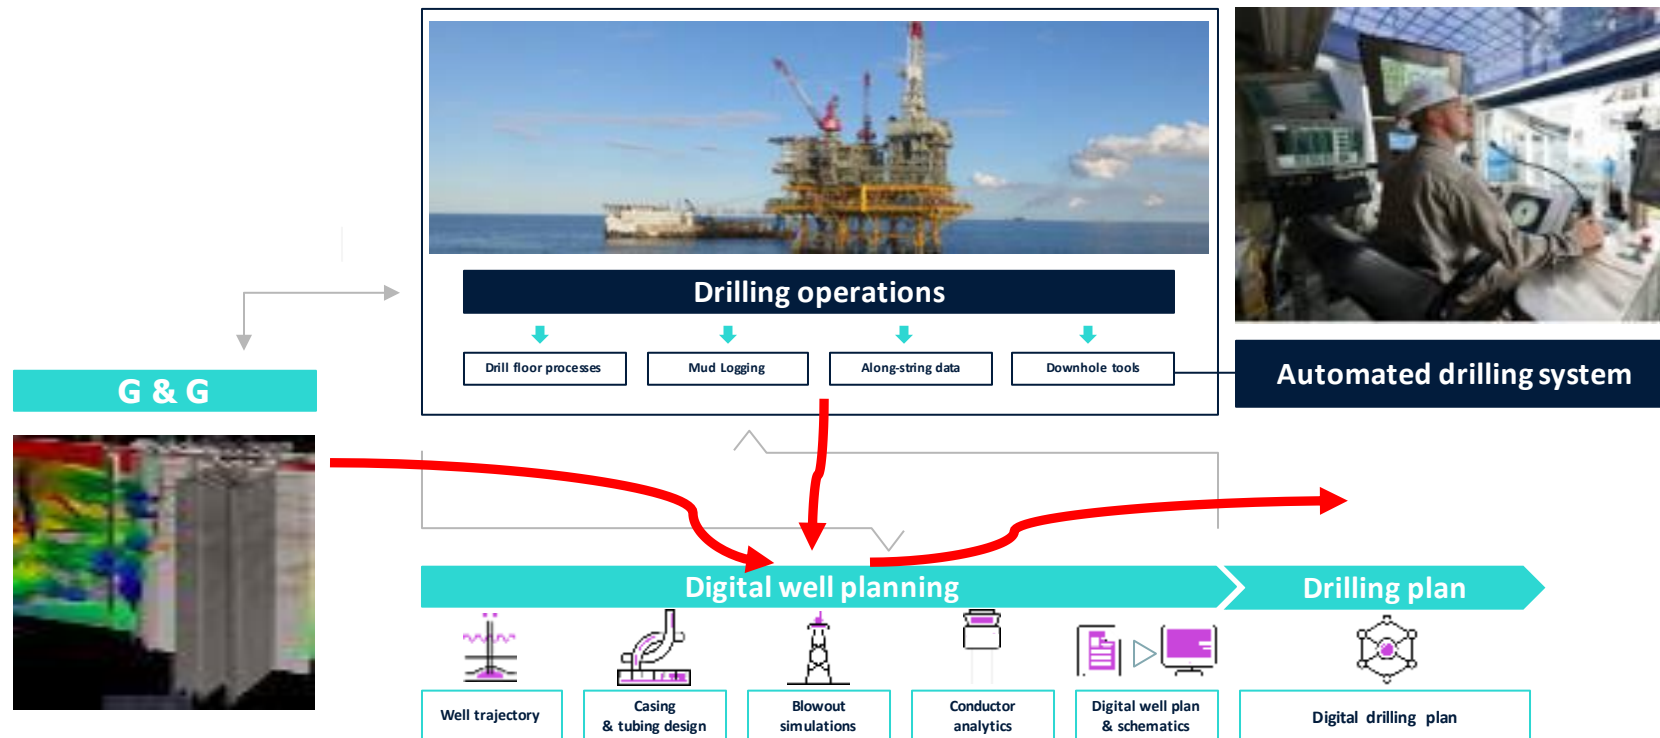 Drilling operations
Drill floor processes
Mud Logging
Along-string data
Downhole tools
Automated drilling system
G & G
Digital well planning
Drilling plan
Well trajectory
Casing
& tubing design
Blowout
simulations
Conductor
analytics
Digital well plan
& schematics
Digital drilling plan